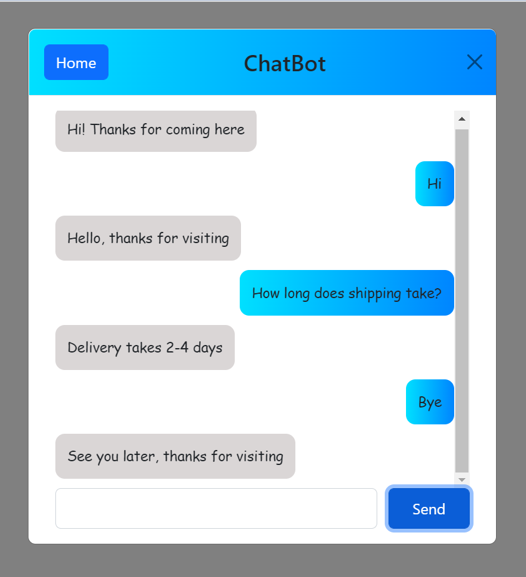 Home
ChatBot
Hi! Thanks for coming here
Hi
Hello, thanks for visiting
How long does shipping take?
Delivery takes 2-4 days
Bye
See you later, thanks for visiting
Send